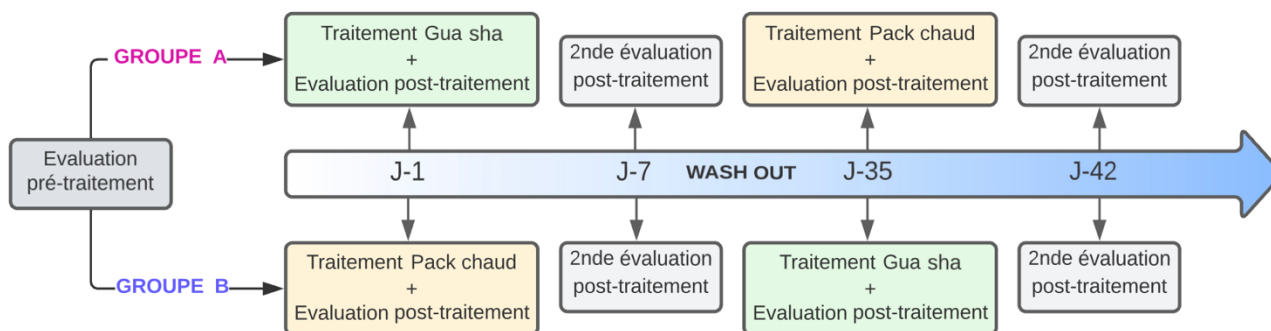 GROUPE A
Traitement Gua sha
+
Evaluation post-traitement
2nde évaluation
post-traitement
Traitement Pack chaud
+
Evaluation post-traitement
2nde évaluation
post-traitement
Evaluation
pré-traitement
J-1
J-7
WASH OUT
J-35
J-42
GROUPE B
Traitement Pack chaud
+
Evaluation post-traitement
2nde évaluation
post-traitement
Traitement Gua sha
+
Evaluation post-traitement
2nde évaluation
post-traitement